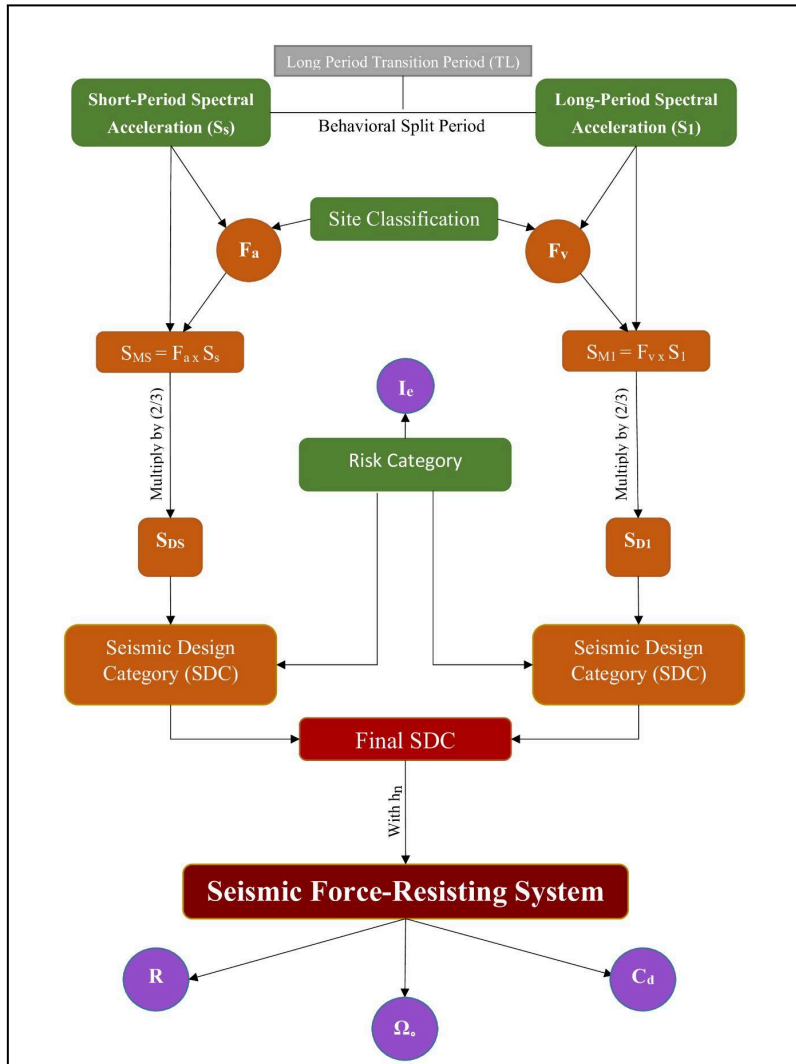 Long Period Transition Period (TL)
Short-Period Spectral
Acceleration (Ss)
Behavioral Split Period
Long-Period Spectral
Acceleration (S1)
Site Classification
Fa
Fv
SMS = Fa x Ss
SM1 = Fv x S1
Ie
Multiply by (2/3)
Risk Category
Multiply by (2/3)
SDS
SD1
Seismic Design
Category (SDC)
Seismic Design
Category (SDC)
Final SDC
With hn
Seismic Force-Resisting System
R
Cd
Ω∘